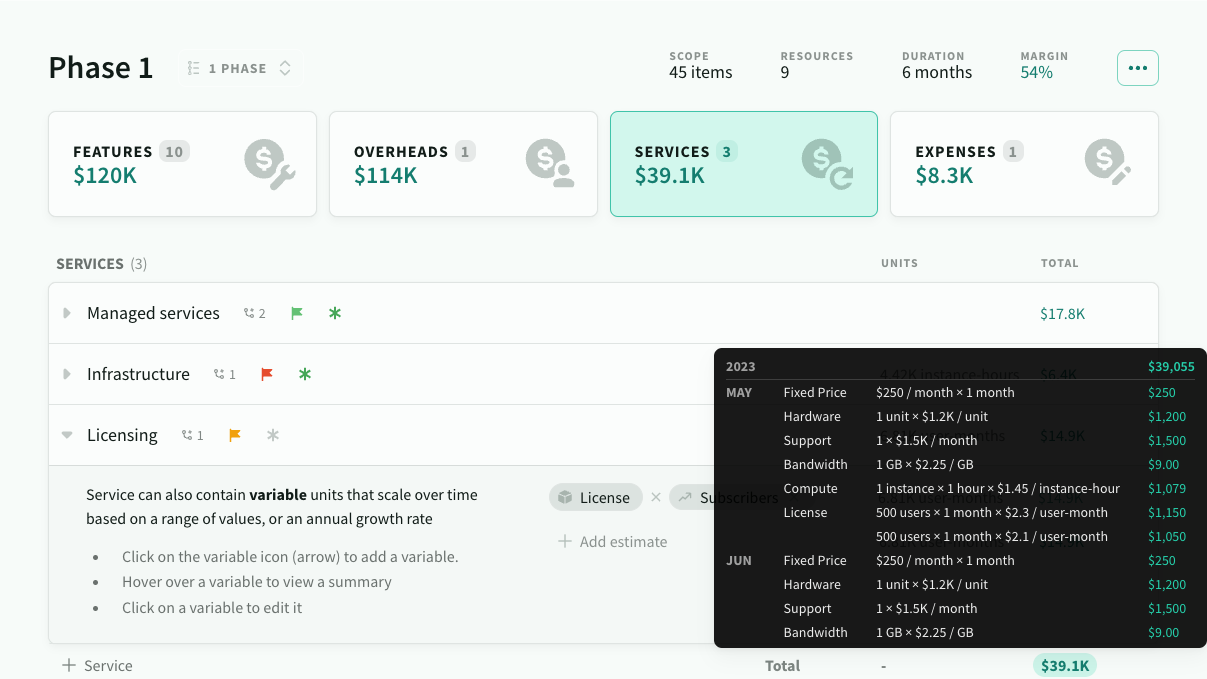 Phase 1
1 PHASE
SCOPE
45 items
RESOURCES
9
DURATION
6 months
MARGIN
54%
FEATURES 10
$120K
OVERHEADS 1
$114K
SERVICES 3
$39.1K
EXPENSES 1
$8.3K
SERVICES (3)
UNITS
TOTAL
Managed services 2 $17.8K
Infrastructure 1 4.42K instance-hours $6.4K
Licensing 1 $14.9K
Service can also contain variable units that scale over time
based on a range of values, or an annual growth rate
• Click on the variable icon (arrow) to add a variable.
• Hover over a variable to view a summary
• Click on a variable to edit it
License × Subscribers
+ Add estimate
2023 $39,055
MAY Fixed Price $250 / month × 1 month $250
Hardware 1 unit × $1.2K / unit $1,200
Support 1 × $1.5K / month $1,500
Bandwidth 1 GB × $2.25 / GB $9.00
Compute 1 instance × 1 hour × $1.45 / instance-hour $1,079
License 500 users × 1 month × $2.3 / user-month $1,150
500 users × 1 month × $2.1 / user-month $1,050
JUN Fixed Price $250 / month × 1 month $250
Hardware 1 unit × $1.2K / unit $1,200
Support 1 × $1.5K / month $1,500
Bandwidth 1 GB × $2.25 / GB $9.00
+ Service
Total - $39.1K